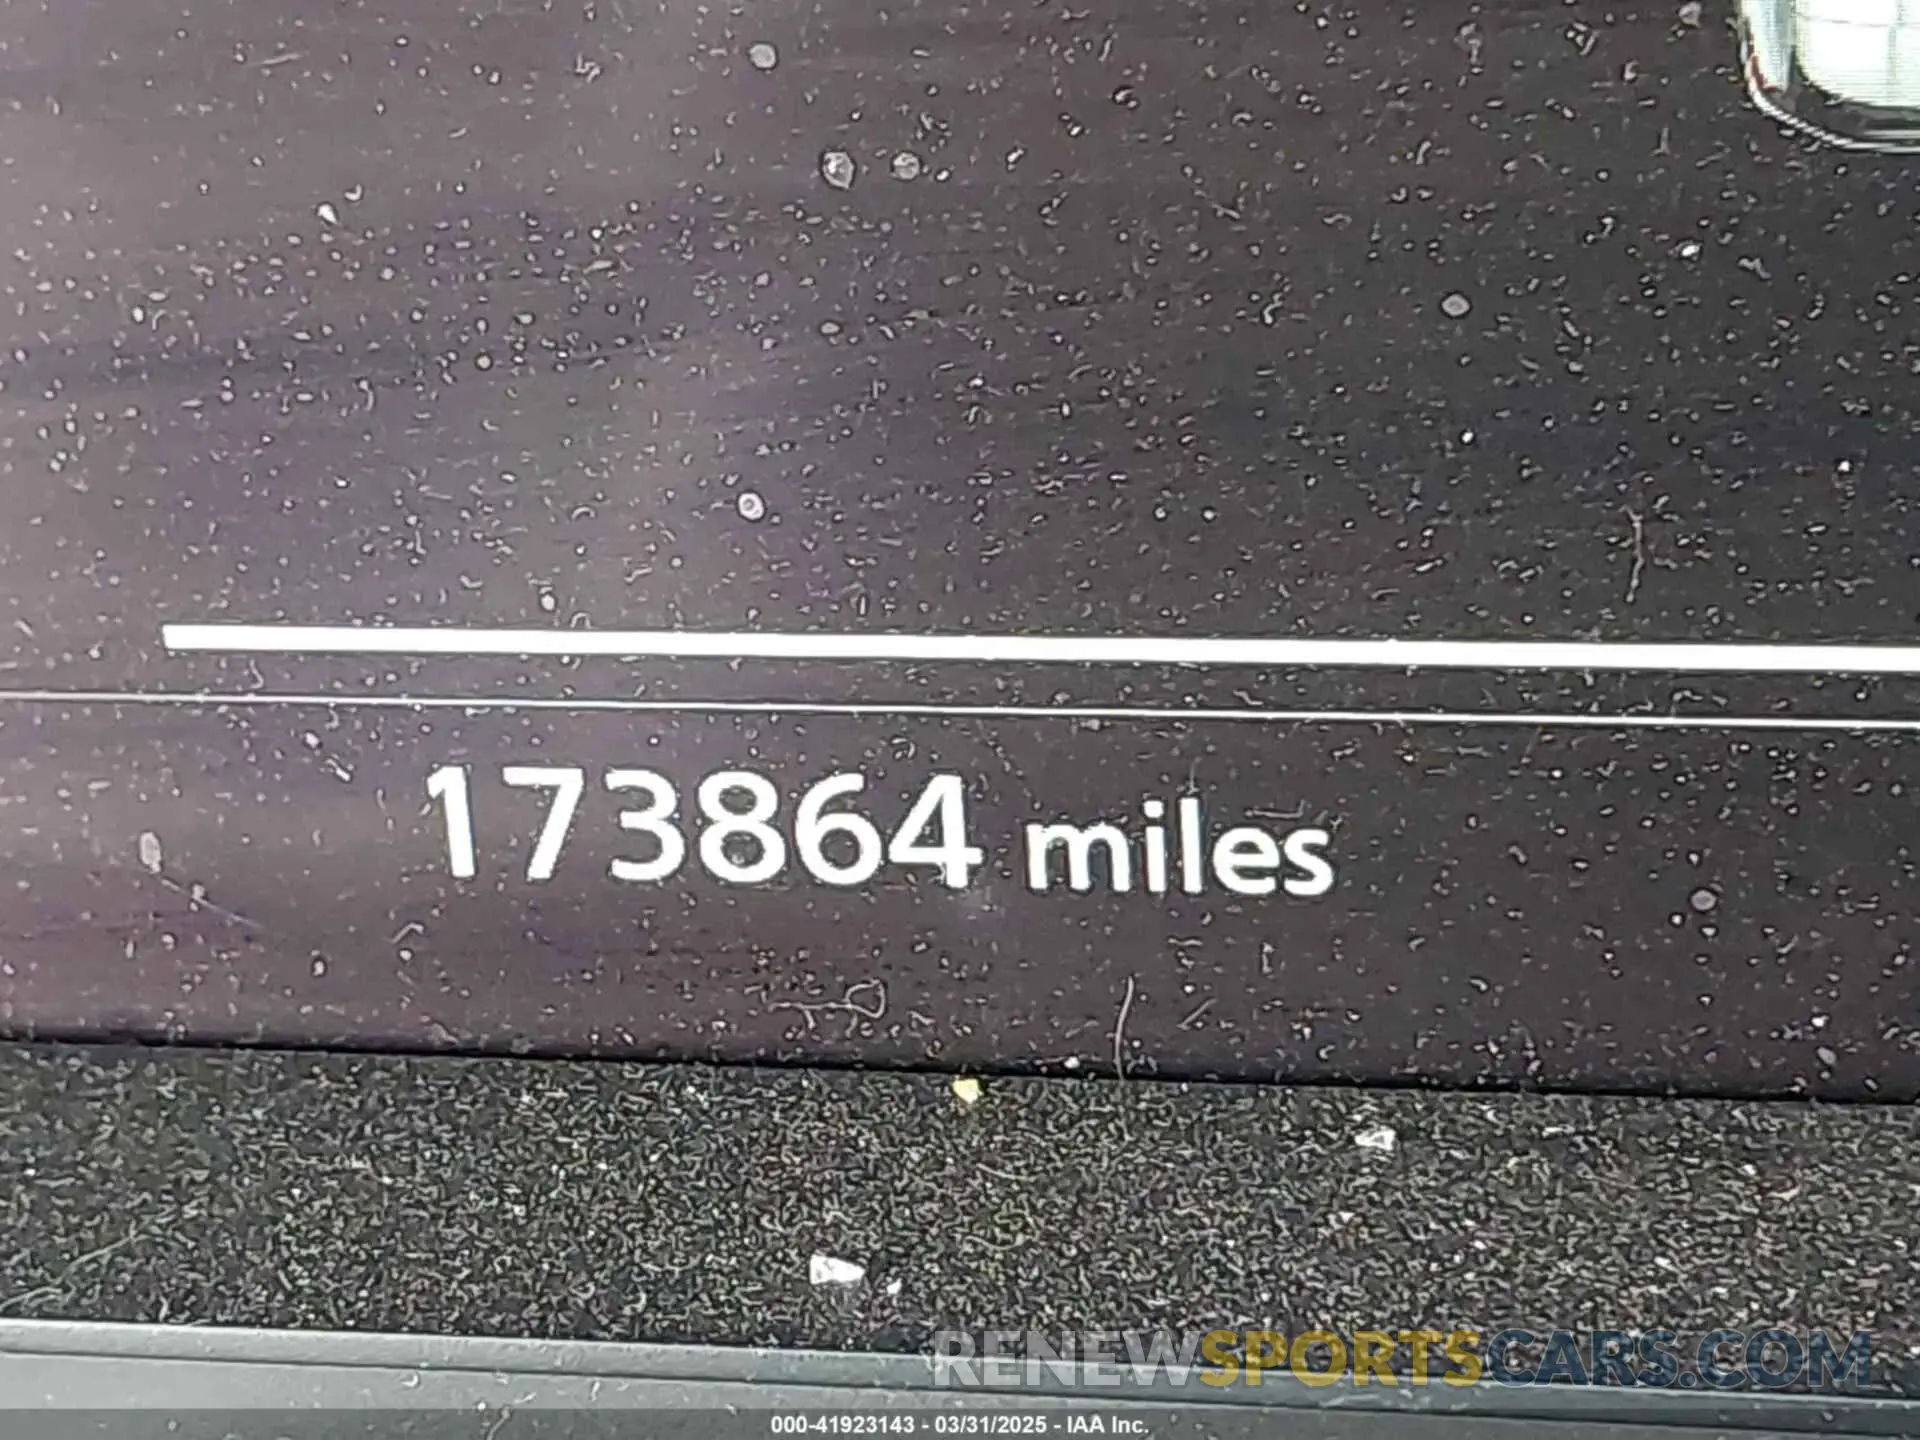 173864 miles
RENEWSPORTSCARS.COM
000-41923143 - 03/31/2025 - IAA Inc.